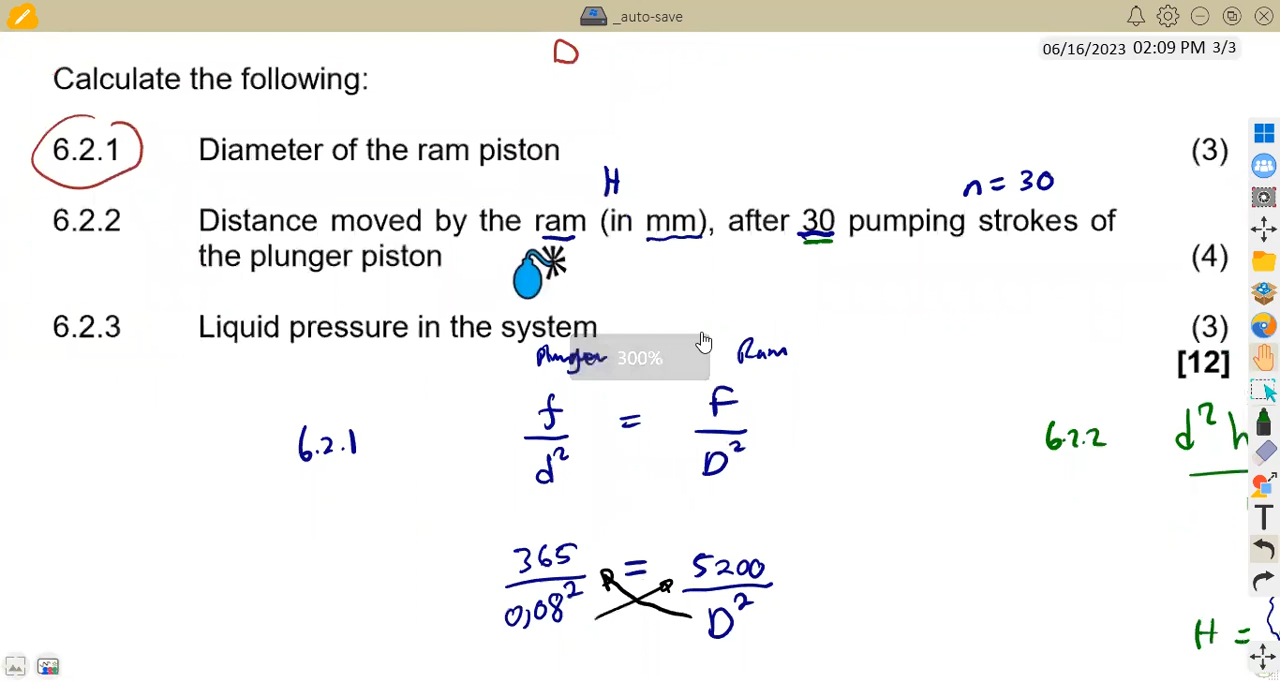 _auto-save
06/16/2023 02:09 PM 3/3
D
Calculate the following:
6.2.1 Diameter of the ram piston (3)
H
n = 30
6.2.2 Distance moved by the ram (in mm), after 30 pumping strokes of
the plunger piston (4)
6.2.3 Liquid pressure in the system (3)
[12]
Plunger 300% Ram
6.2.1 f/d² = F/D²
6.2.2 d²h
365/0,08² = 5200/D²
H =
T